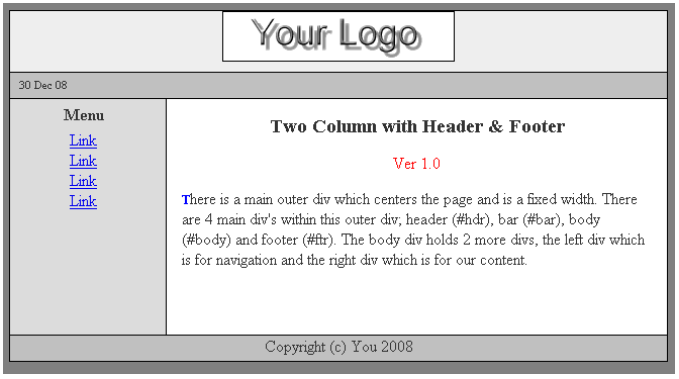 Your Logo
30 Dec 08
Menu
Link
Link
Link
Link
Two Column with Header & Footer
Ver 1.0
There is a main outer div which centers the page and is a fixed width. There
are 4 main div's within this outer div; header (#hdr), bar (#bar), body
(#body) and footer (#ftr). The body div holds 2 more divs, the left div which
is for navigation and the right div which is for our content.
Copyright (c) You 2008